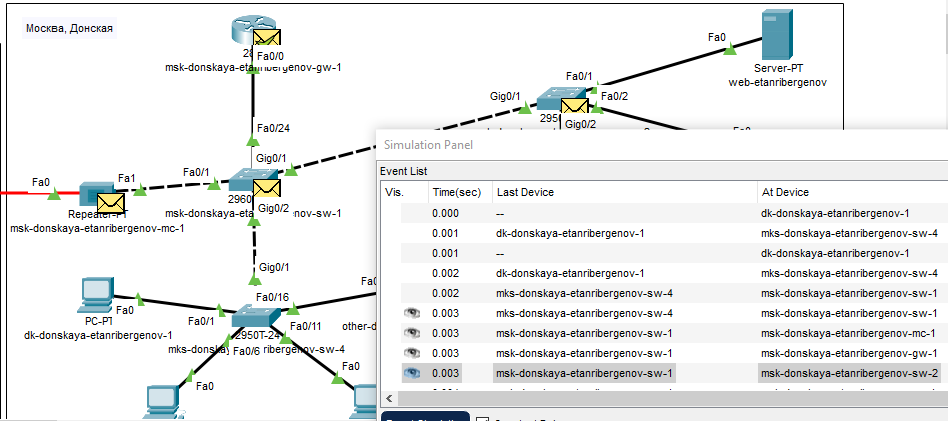 Москва, Донская
Fa0/0
msk-donskaya-etanribergenov-gw-1
Fa0
Server-PT
web-etanribergenov
Fa0/1
Gig0/1
Fa0/2
Gig0/2
Fa0/24
Gig0/1
Fa0
Fa1
Fa0/1
Gig0/2
Repeater-PT
msk-donskaya-etanribergenov-mc-1
Gig0/1
Fa0/16
Fa0
PC-PT
dk-donskaya-etanribergenov-1
Fa0
Fa0/1
2950T-24
Fa0/11
Fa0/6
Fa0
Fa0
Simulation Panel
Event List
Vis. Time(sec) Last Device At Device
0.000 -- dk-donskaya-etanribergenov-1
0.001 dk-donskaya-etanribergenov-1 mks-donskaya-etanribergenov-sw-4
0.001 -- dk-donskaya-etanribergenov-1
0.002 dk-donskaya-etanribergenov-1 mks-donskaya-etanribergenov-sw-4
0.002 mks-donskaya-etanribergenov-sw-4 msk-donskaya-etanribergenov-sw-1
0.003 mks-donskaya-etanribergenov-sw-4 msk-donskaya-etanribergenov-sw-1
0.003 msk-donskaya-etanribergenov-sw-1 msk-donskaya-etanribergenov-mc-1
0.003 msk-donskaya-etanribergenov-sw-1 msk-donskaya-etanribergenov-gw-1
0.003 msk-donskaya-etanribergenov-sw-1 msk-donskaya-etanribergenov-sw-2